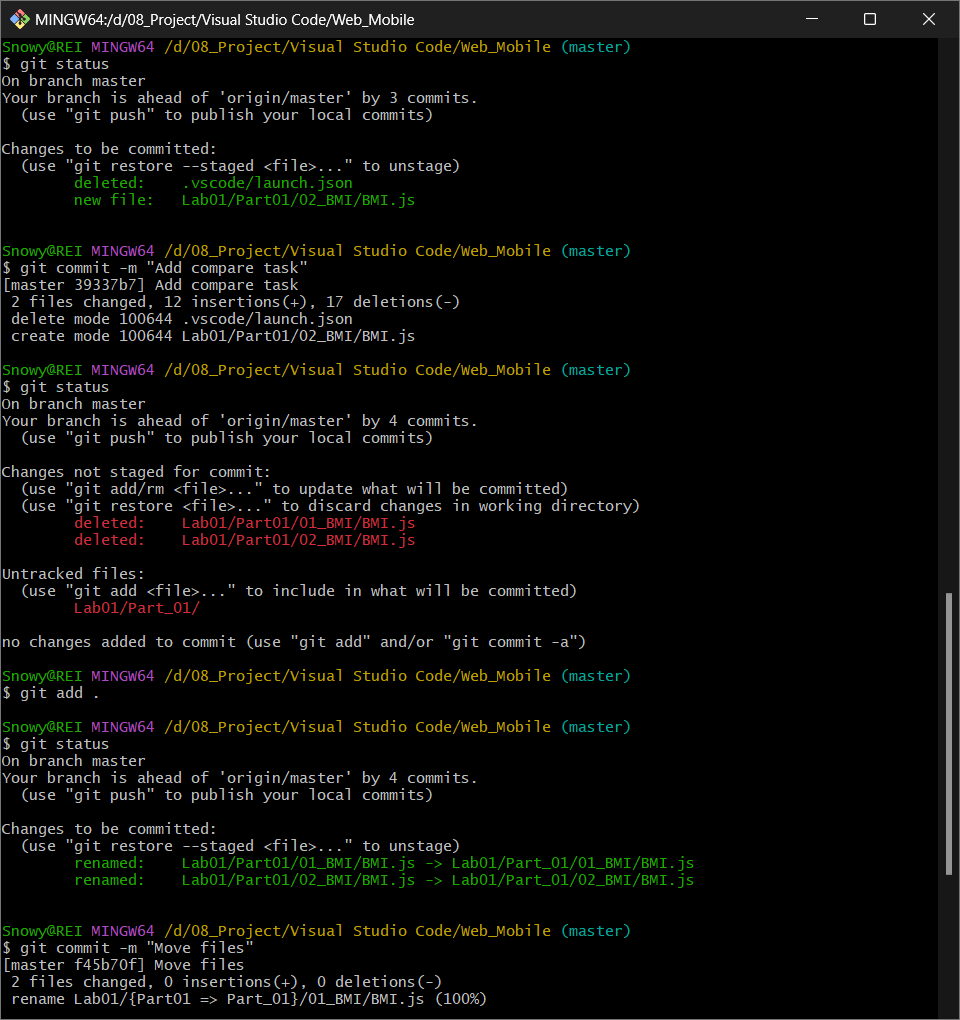 MINGW64:/d/08_Project/Visual Studio Code/Web_Mobile
Snowy@REI MINGW64 /d/08_Project/Visual Studio Code/Web_Mobile (master)
$ git status
On branch master
Your branch is ahead of 'origin/master' by 3 commits.
  (use "git push" to publish your local commits)
Changes to be committed:
  (use "git restore --staged <file>..." to unstage)
        deleted:    .vscode/launch.json
        new file:   Lab01/Part01/02_BMI/BMI.js
Snowy@REI MINGW64 /d/08_Project/Visual Studio Code/Web_Mobile (master)
$ git commit -m "Add compare task"
[master 39337b7] Add compare task
 2 files changed, 12 insertions(+), 17 deletions(-)
 delete mode 100644 .vscode/launch.json
 create mode 100644 Lab01/Part01/02_BMI/BMI.js
Snowy@REI MINGW64 /d/08_Project/Visual Studio Code/Web_Mobile (master)
$ git status
On branch master
Your branch is ahead of 'origin/master' by 4 commits.
  (use "git push" to publish your local commits)
Changes not staged for commit:
  (use "git add/rm <file>..." to update what will be committed)
  (use "git restore <file>..." to discard changes in working directory)
        deleted:    Lab01/Part01/01_BMI/BMI.js
        deleted:    Lab01/Part01/02_BMI/BMI.js
Untracked files:
  (use "git add <file>..." to include in what will be committed)
        Lab01/Part_01/
no changes added to commit (use "git add" and/or "git commit -a")
Snowy@REI MINGW64 /d/08_Project/Visual Studio Code/Web_Mobile (master)
$ git add .
Snowy@REI MINGW64 /d/08_Project/Visual Studio Code/Web_Mobile (master)
$ git status
On branch master
Your branch is ahead of 'origin/master' by 4 commits.
  (use "git push" to publish your local commits)
Changes to be committed:
  (use "git restore --staged <file>..." to unstage)
        renamed:    Lab01/Part01/01_BMI/BMI.js -> Lab01/Part_01/01_BMI/BMI.js
        renamed:    Lab01/Part01/02_BMI/BMI.js -> Lab01/Part_01/02_BMI/BMI.js
Snowy@REI MINGW64 /d/08_Project/Visual Studio Code/Web_Mobile (master)
$ git commit -m "Move files"
[master f45b70f] Move files
 2 files changed, 0 insertions(+), 0 deletions(-)
 rename Lab01/{Part01 => Part_01}/01_BMI/BMI.js (100%)